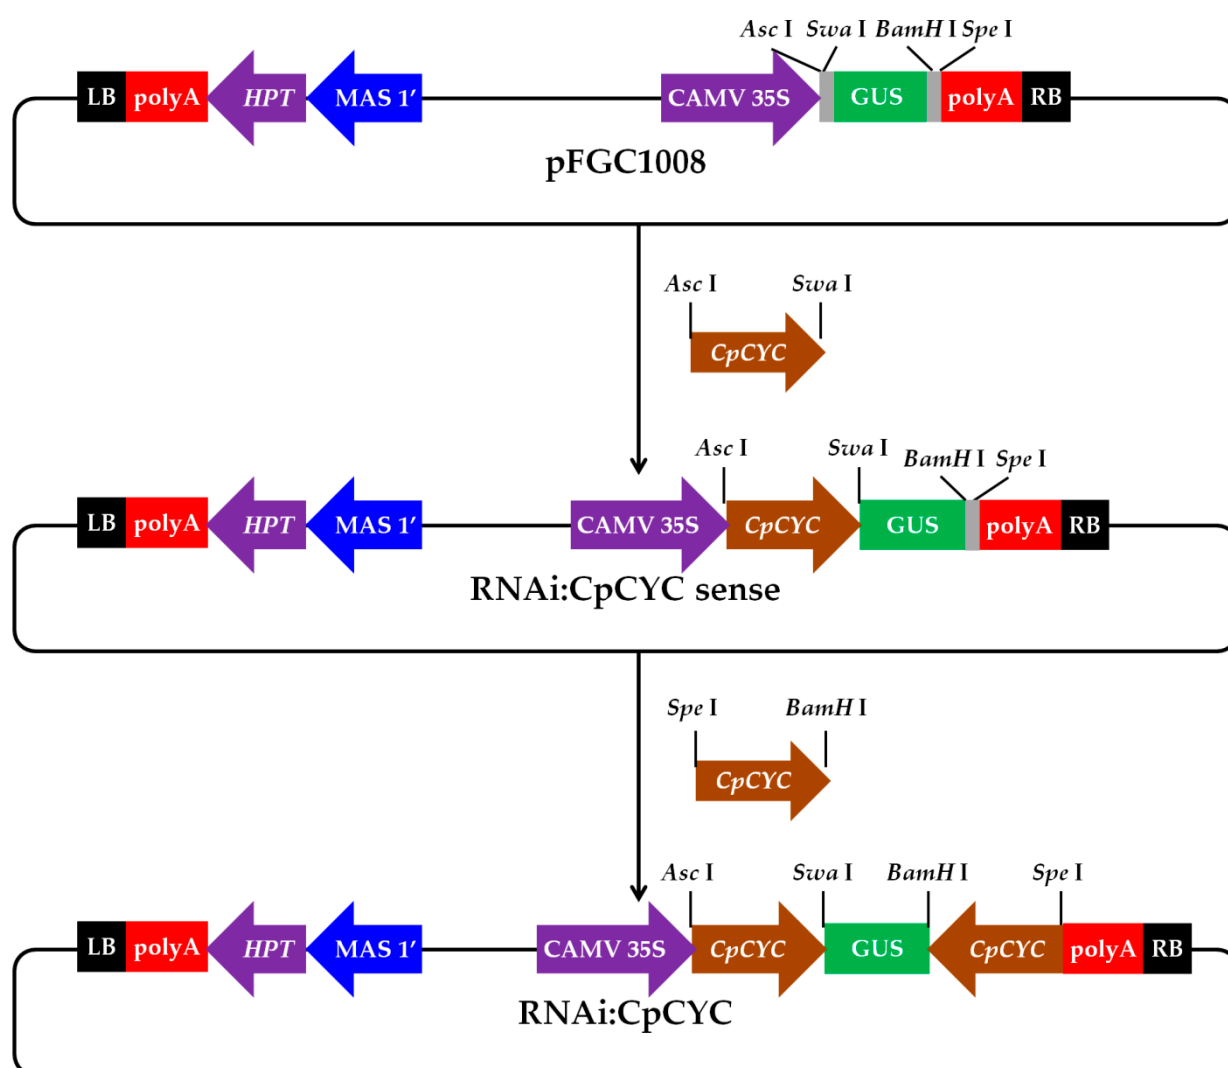 Asc I Swa I BamH I Spe I
LB polyA HPT MAS 1′ CAMV 35S GUS polyA RB
pFGC1008
Asc I Swa I
CpCYC
Asc I Swa I BamH I Spe I
LB polyA HPT MAS 1′ CAMV 35S CpCYC GUS polyA RB
RNAi:CpCYC sense
Spe I BamH I
CpCYC
Asc I Swa I BamH I Spe I
LB polyA HPT MAS 1′ CAMV 35S CpCYC GUS CpCYC polyA RB
RNAi:CpCYC